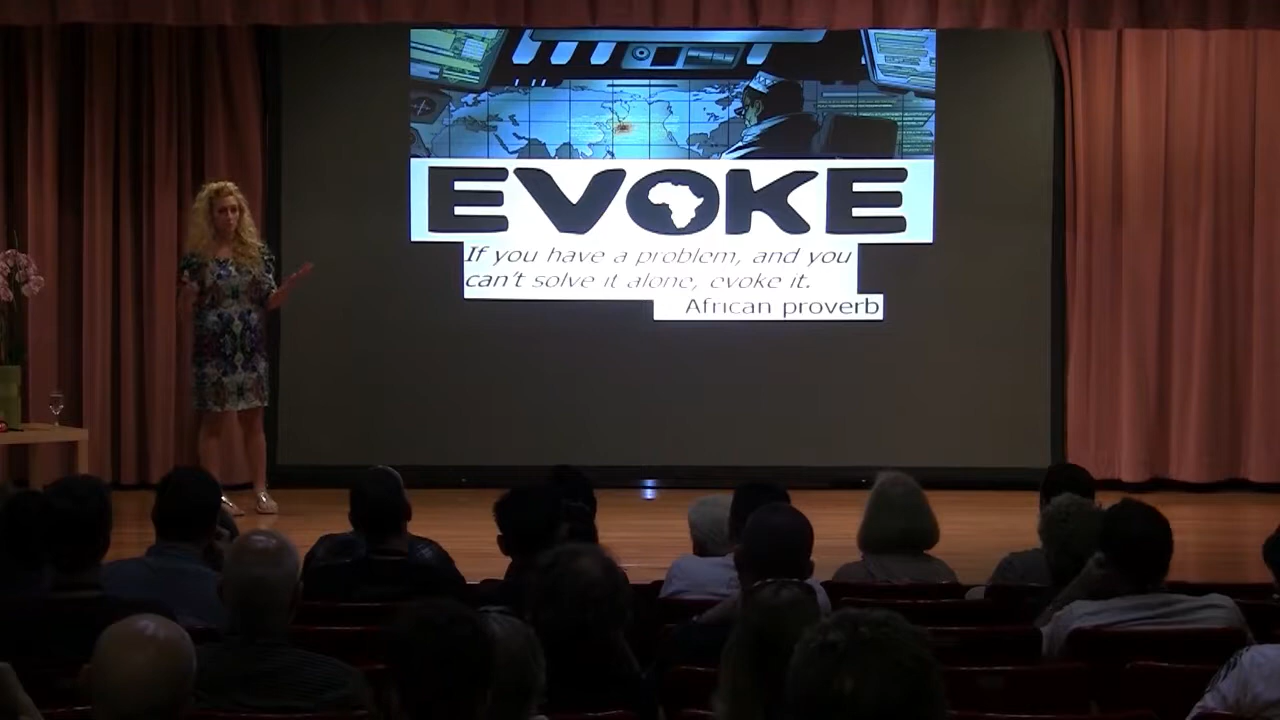 EVOKE
If you have a problem, and you
can't solve it alone, evoke it.
African proverb